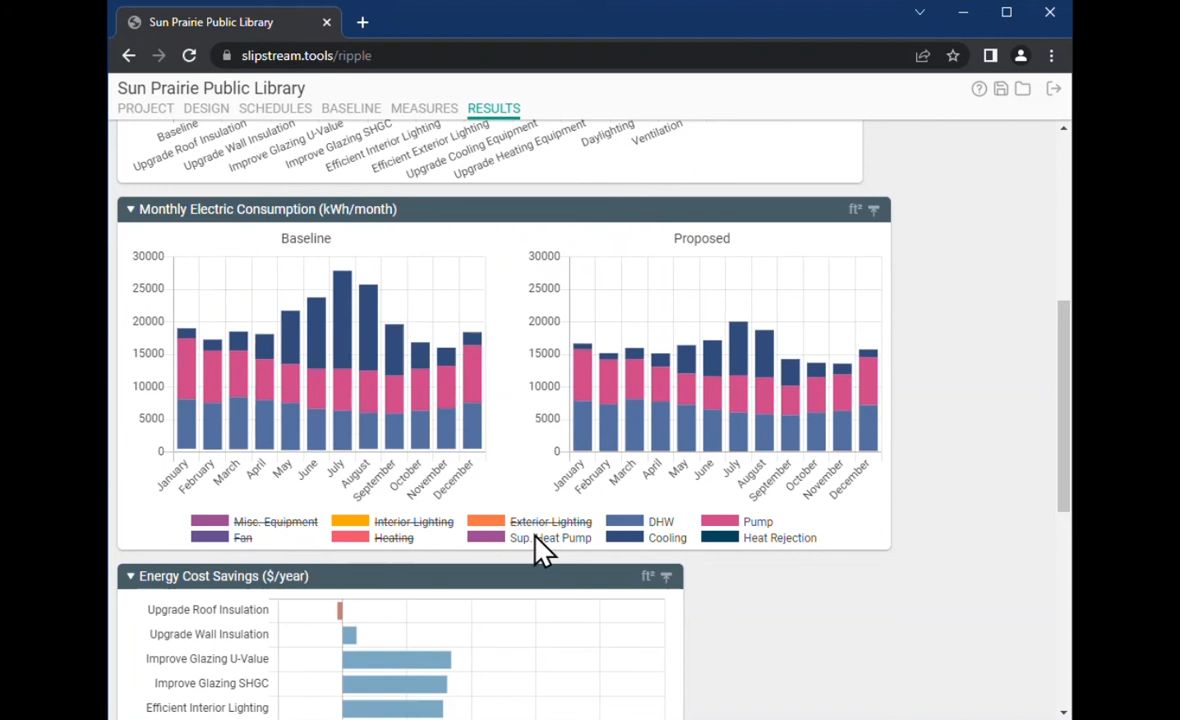 Sun Prairie Public Library
slipstream.tools/ripple
Sun Prairie Public Library
PROJECT DESIGN SCHEDULES BASELINE MEASURES RESULTS
Baseline
Upgrade Roof Insulation
Upgrade Wall Insulation
Improve Glazing U-Value
Improve Glazing SHGC
Efficient Interior Lighting
Efficient Exterior Lighting
Upgrade Cooling Equipment
Upgrade Heating Equipment
Daylighting
Ventilation
Monthly Electric Consumption (kWh/month) ft²
Baseline
30000
25000
20000
15000
10000
5000
0
January
February
March
April
May
June
July
August
September
October
November
December
Proposed
30000
25000
20000
15000
10000
5000
0
January
February
March
April
May
June
July
August
September
October
November
December
Misc. Equipment Interior Lighting Exterior Lighting DHW Pump
Fan Heating Sup. Heat Pump Cooling Heat Rejection
Energy Cost Savings ($/year) ft²
Upgrade Roof Insulation
Upgrade Wall Insulation
Improve Glazing U-Value
Improve Glazing SHGC
Efficient Interior Lighting